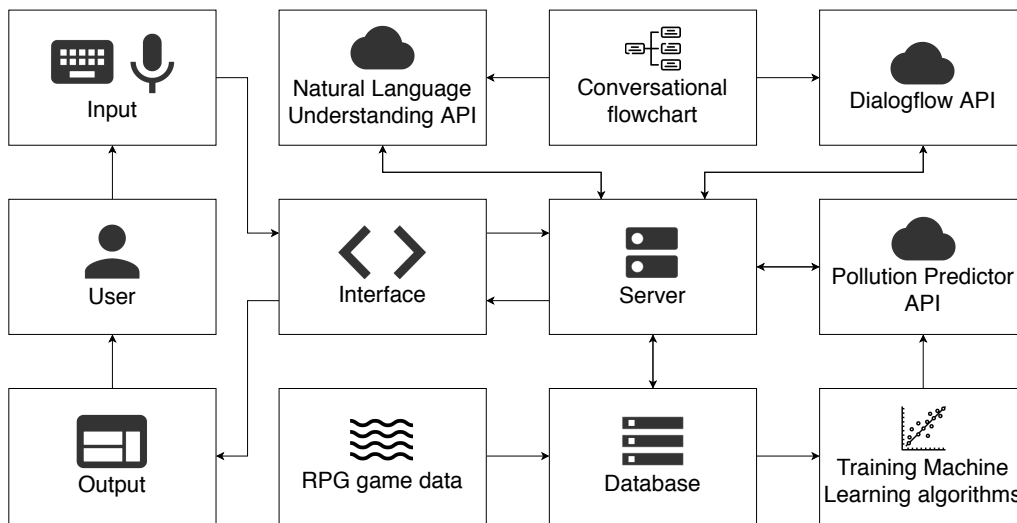 Input
Natural Language
Understanding API
Conversational
flowchart
Dialogflow API
User
Interface
Server
Pollution Predictor
API
Output
RPG game data
Database
Training Machine
Learning algorithms